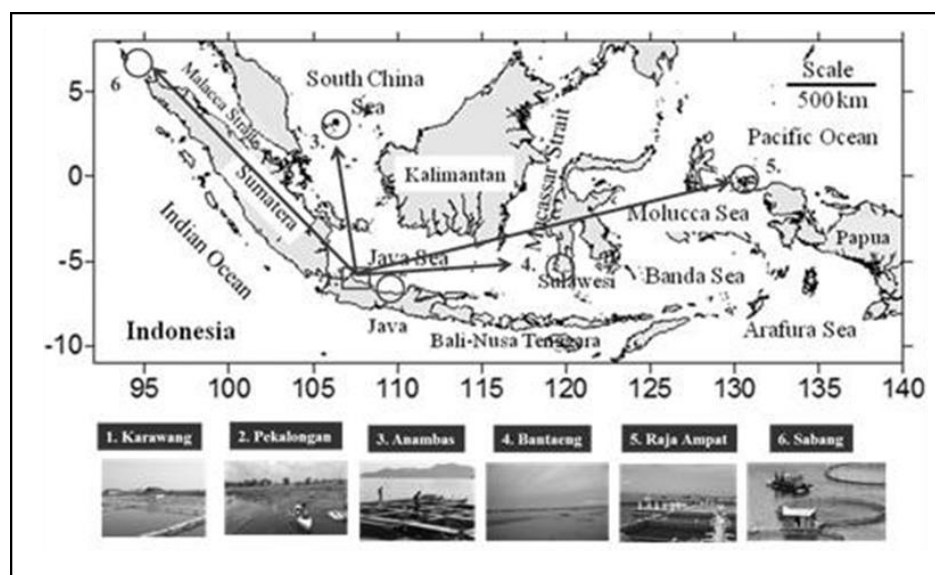 South China
Sea
Scale
500 km
Malacca Strait
6
3.
Pacific Ocean
5.
Kalimantan
Macassar Strait
Sumatera
Molucca Sea
Papua
Indian Ocean
Java Sea
4.
Sulawesi
Banda Sea
Java
Indonesia
Bali-Nusa Tenggara
Arafura Sea
5
0
-5
-10
95 100 105 110 115 120 125 130 135 140
1. Karawang
2. Pekalongan
3. Anambas
4. Bantaeng
5. Raja Ampat
6. Sabang